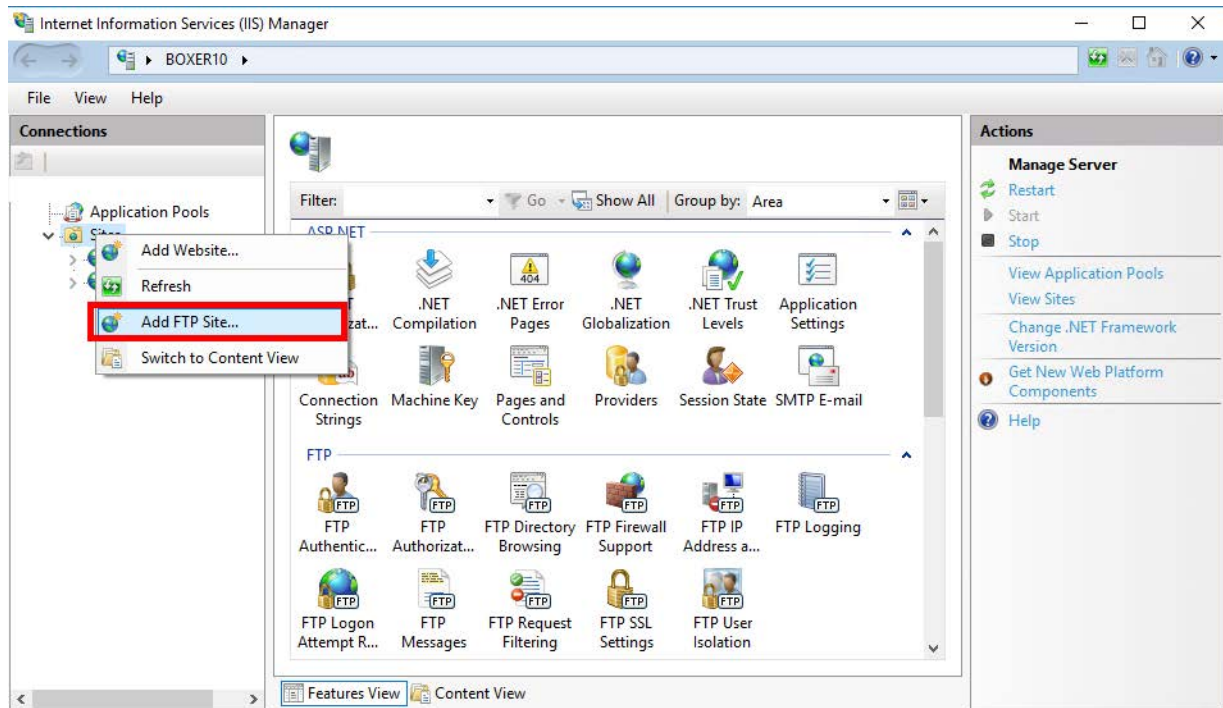 Internet Information Services (IIS) Manager
BOXER10
File View Help
Connections
Application Pools
Sites
Add Website...
Refresh
Add FTP Site...
Switch to Content View
Filter: Go Show All Group by: Area
ASP.NET
.NET
Compilation
.NET Error
Pages
.NET
Globalization
.NET Trust
Levels
Application
Settings
Connection
Strings
Machine Key
Pages and
Controls
Providers
Session State
SMTP E-mail
FTP
FTP
Authentic...
FTP
Authorizat...
FTP Directory
Browsing
FTP Firewall
Support
FTP IP
Address a...
FTP Logging
FTP Logon
Attempt R...
FTP
Messages
FTP Request
Filtering
FTP SSL
Settings
FTP User
Isolation
Features View Content View
Actions
Manage Server
Restart
Start
Stop
View Application Pools
View Sites
Change .NET Framework
Version
Get New Web Platform
Components
Help